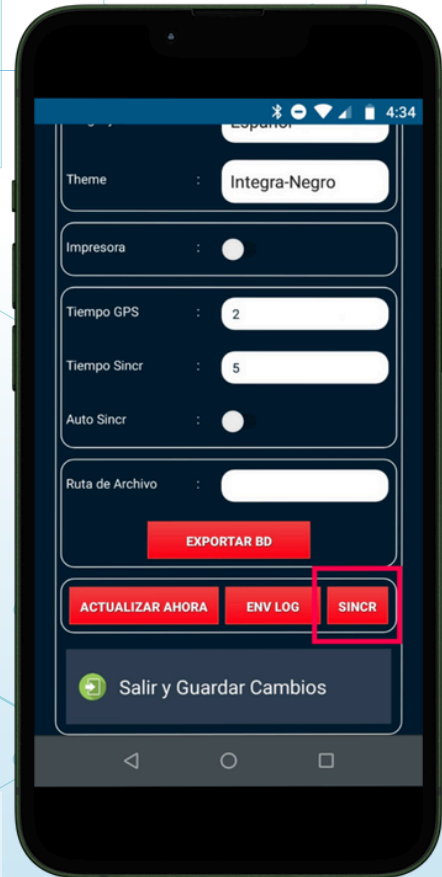 4:34
Español
Theme : Integra-Negro
Impresora :
Tiempo GPS : 2
Tiempo Sincr : 5
Auto Sincr :
Ruta de Archivo :
EXPORTAR BD
ACTUALIZAR AHORA ENV LOG SINCR
Salir y Guardar Cambios